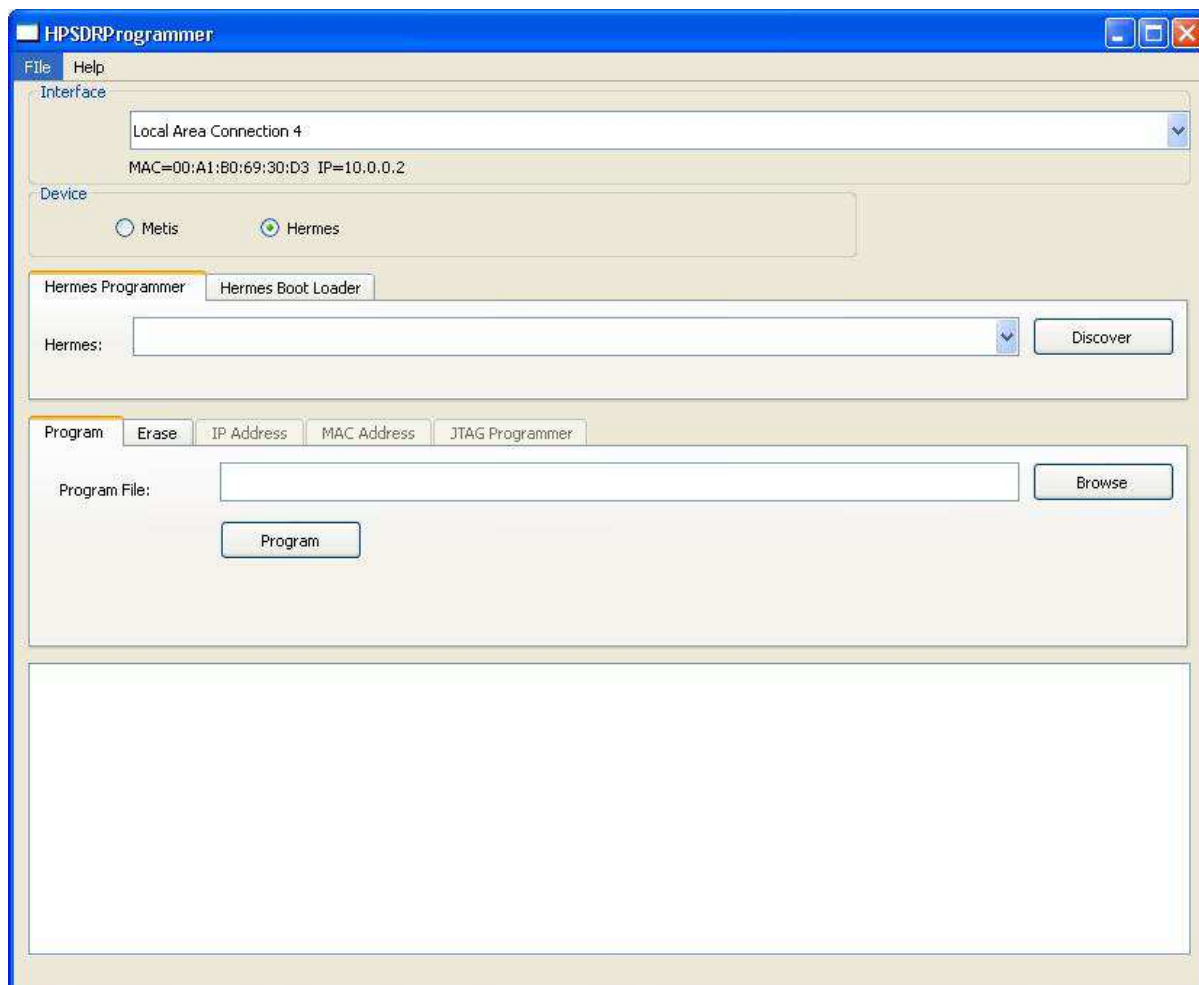 HPSDRProgrammer
FIle Help
Interface
Local Area Connection 4
MAC=00:A1:B0:69:30:D3 IP=10.0.0.2
Device
Metis Hermes
Hermes Programmer Hermes Boot Loader
Hermes: Discover
Program Erase IP Address MAC Address JTAG Programmer
Program File: Browse
Program